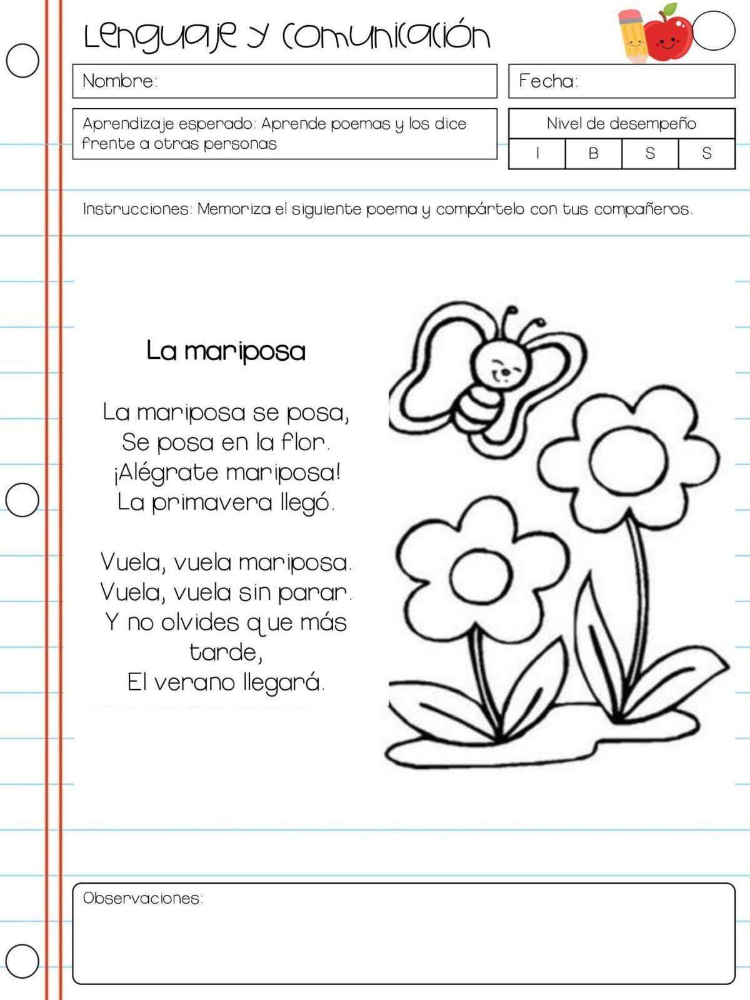 Lenguaje y Comunicación
Nombre:
Fecha:
Aprendizaje esperado: Aprende poemas y los dice
frente a otras personas
Nivel de desempeño
I B S S
Instrucciones: Memoriza el siguiente poema y compártelo con tus compañeros.
La mariposa
La mariposa se posa,
Se posa en la flor.
¡Alégrate mariposa!
La primavera llegó.
Vuela, vuela mariposa.
Vuela, vuela sin parar.
Y no olvides que más
tarde,
El verano llegará.
Observaciones: